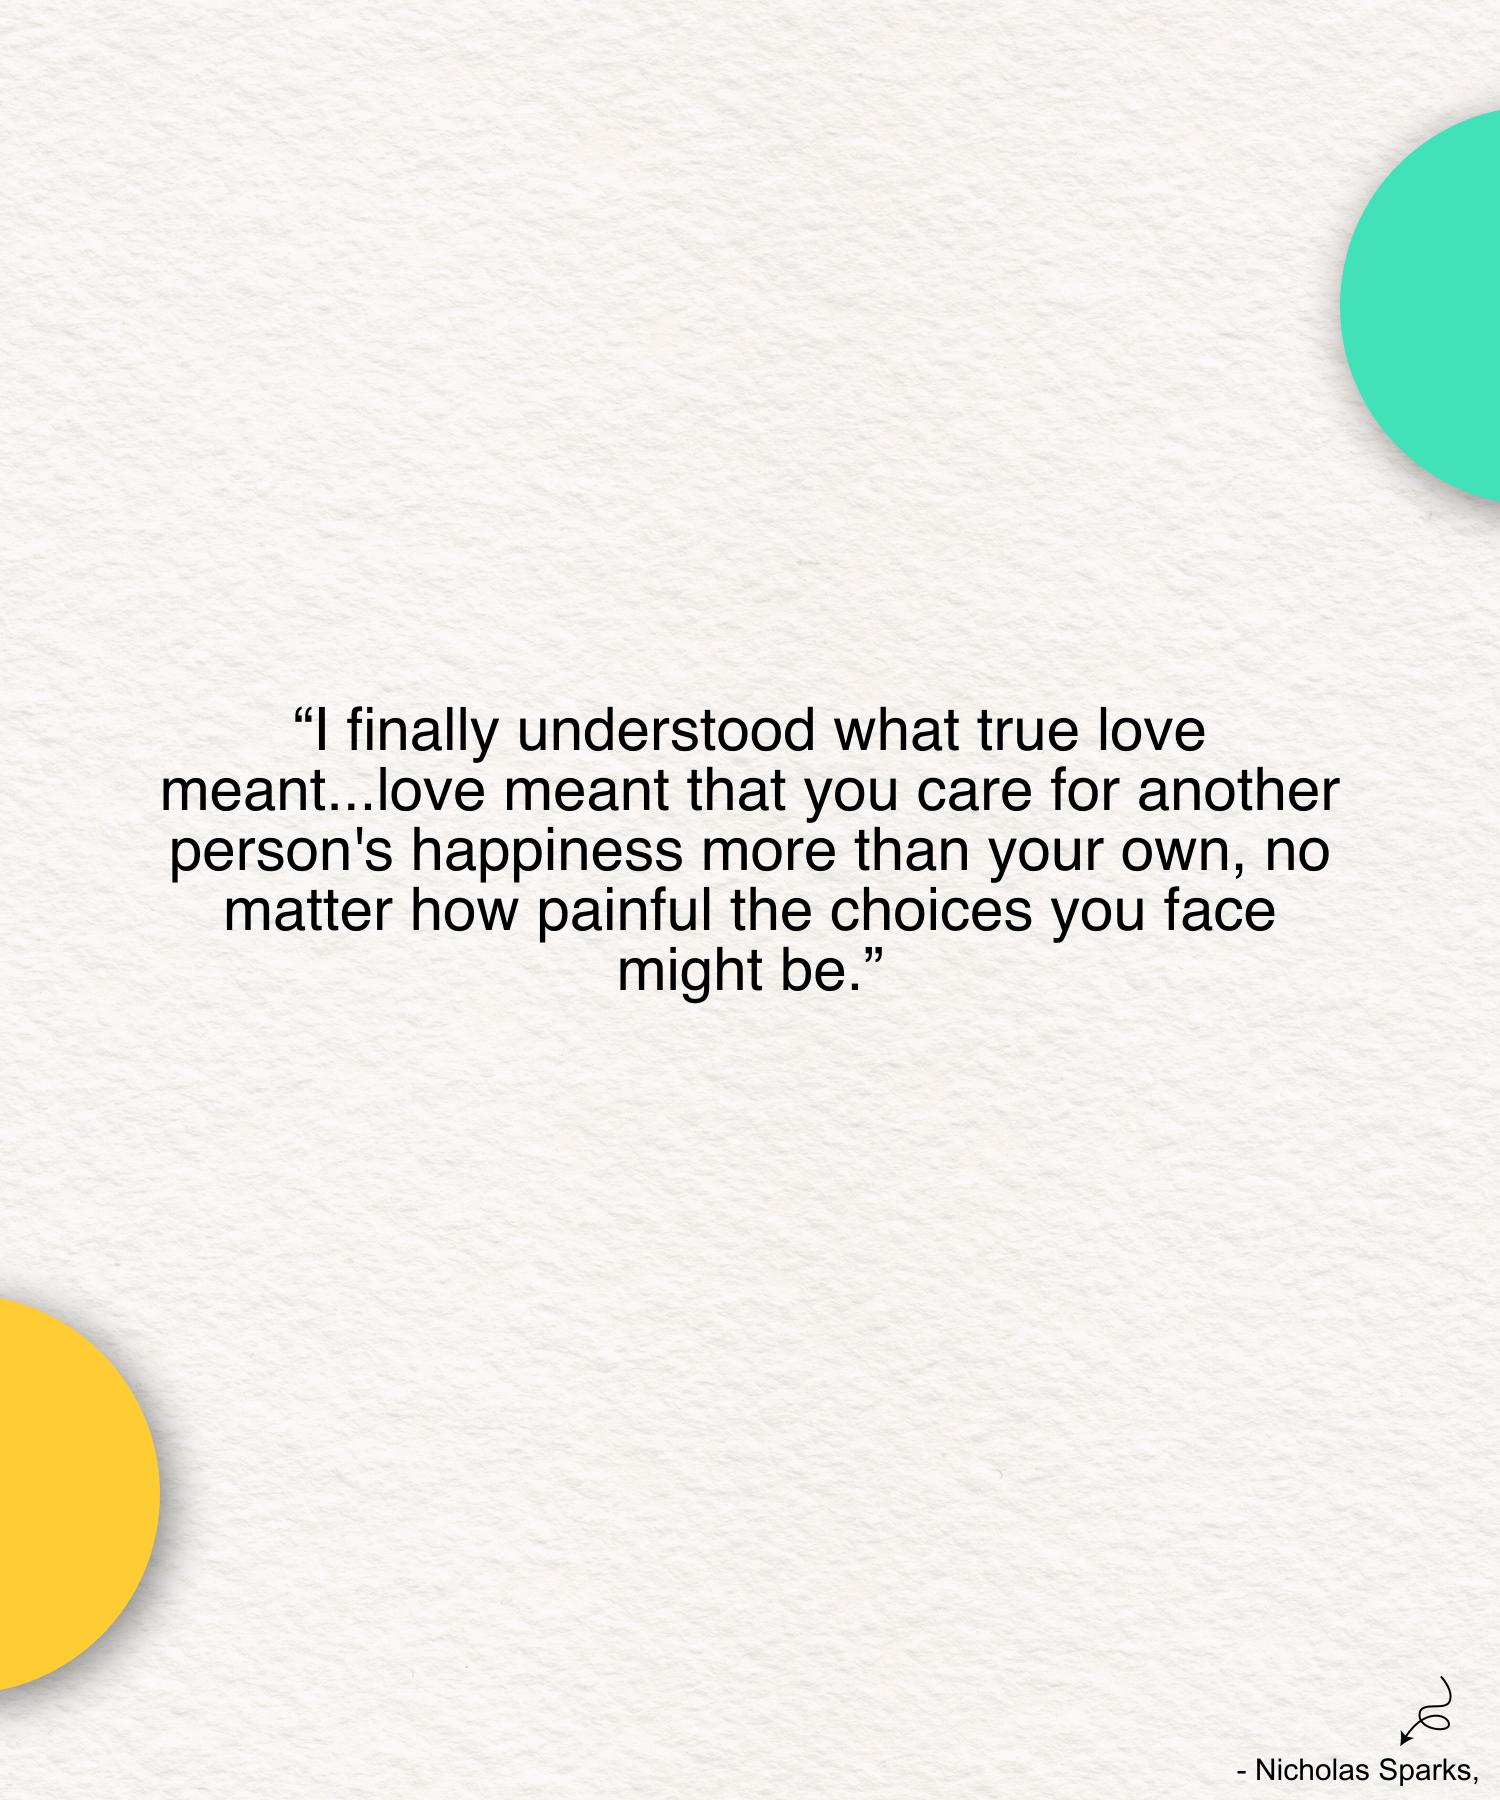 “I finally understood what true love
meant...love meant that you care for another
person's happiness more than your own, no
matter how painful the choices you face
might be.”
- Nicholas Sparks,